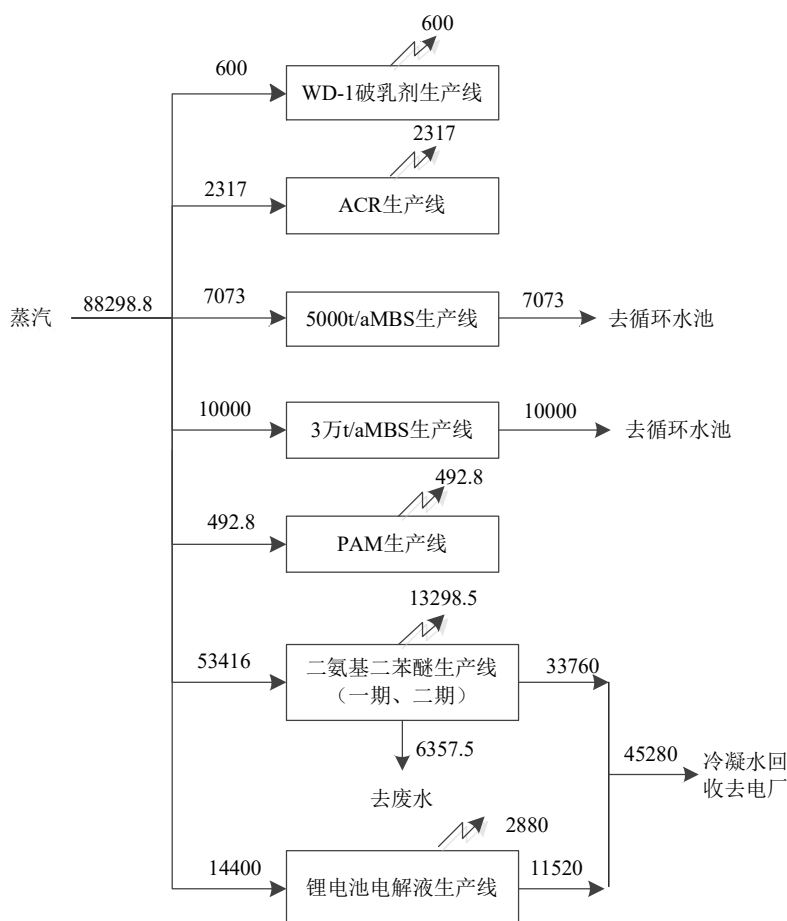 600
600
WD-1破乳剂生产线
2317
2317
ACR生产线
蒸汽
88298.8
7073
5000t/aMBS生产线
7073
去循环水池
10000
3万t/aMBS生产线
10000
去循环水池
492.8
492.8
PAM生产线
13298.5
53416
二氨基二苯醚生产线
（一期、二期）
33760
6357.5
去废水
45280
冷凝水回
收去电厂
2880
14400
锂电池电解液生产线
11520